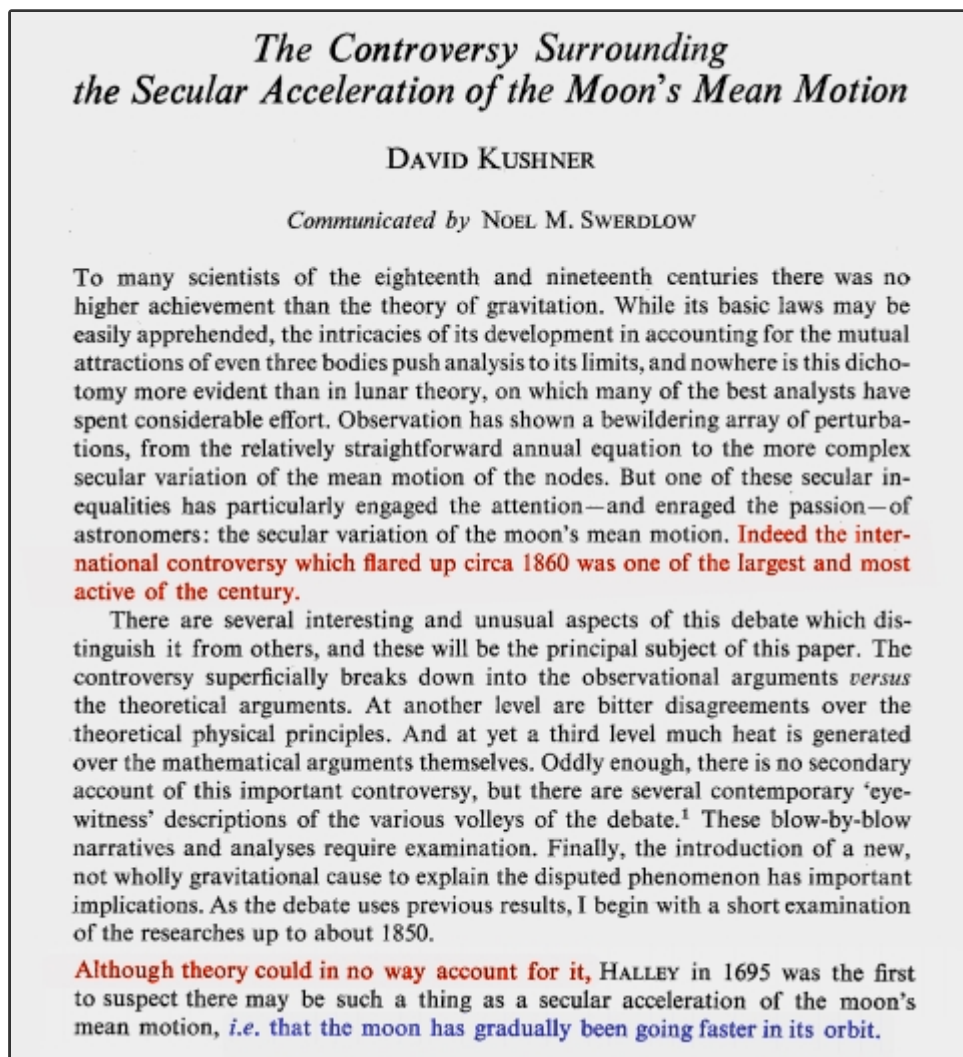 The Controversy Surrounding
the Secular Acceleration of the Moon's Mean Motion
DAVID KUSHNER
Communicated by NOEL M. SWERDLOW
To many scientists of the eighteenth and nineteenth centuries there was no
higher achievement than the theory of gravitation. While its basic laws may be
easily apprehended, the intricacies of its development in accounting for the mutual
attractions of even three bodies push analysis to its limits, and nowhere is this dicho-
tomy more evident than in lunar theory, on which many of the best analysts have
spent considerable effort. Observation has shown a bewildering array of perturba-
tions, from the relatively straightforward annual equation to the more complex
secular variation of the mean motion of the nodes. But one of these secular in-
equalities has particularly engaged the attention—and enraged the passion—of
astronomers: the secular variation of the moon's mean motion. Indeed the inter-
national controversy which flared up circa 1860 was one of the largest and most
active of the century.
There are several interesting and unusual aspects of this debate which dis-
tinguish it from others, and these will be the principal subject of this paper. The
controversy superficially breaks down into the observational arguments versus
the theoretical arguments. At another level are bitter disagreements over the
theoretical physical principles. And at yet a third level much heat is generated
over the mathematical arguments themselves. Oddly enough, there is no secondary
account of this important controversy, but there are several contemporary 'eye-
witness' descriptions of the various volleys of the debate.¹ These blow-by-blow
narratives and analyses require examination. Finally, the introduction of a new,
not wholly gravitational cause to explain the disputed phenomenon has important
implications. As the debate uses previous results, I begin with a short examination
of the researches up to about 1850.
Although theory could in no way account for it, HALLEY in 1695 was the first
to suspect there may be such a thing as a secular acceleration of the moon's
mean motion, i.e. that the moon has gradually been going faster in its orbit.